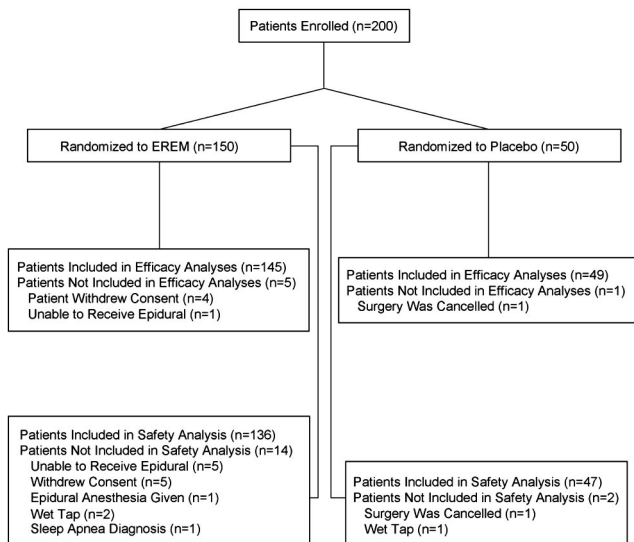 Patients Enrolled (n=200)
Randomized to EREM (n=150)
Randomized to Placebo (n=50)
Patients Included in Efficacy Analyses (n=145)
Patients Not Included in Efficacy Analyses (n=5)
Patient Withdrew Consent (n=4)
Unable to Receive Epidural (n=1)
Patients Included in Efficacy Analyses (n=49)
Patients Not Included in Efficacy Analyses (n=1)
Surgery Was Cancelled (n=1)
Patients Included in Safety Analysis (n=136)
Patients Not Included in Safety Analysis (n=14)
Unable to Receive Epidural (n=5)
Withdrew Consent (n=5)
Epidural Anesthesia Given (n=1)
Wet Tap (n=2)
Sleep Apnea Diagnosis (n=1)
Patients Included in Safety Analysis (n=47)
Patients Not Included in Safety Analysis (n=2)
Surgery Was Cancelled (n=1)
Wet Tap (n=1)